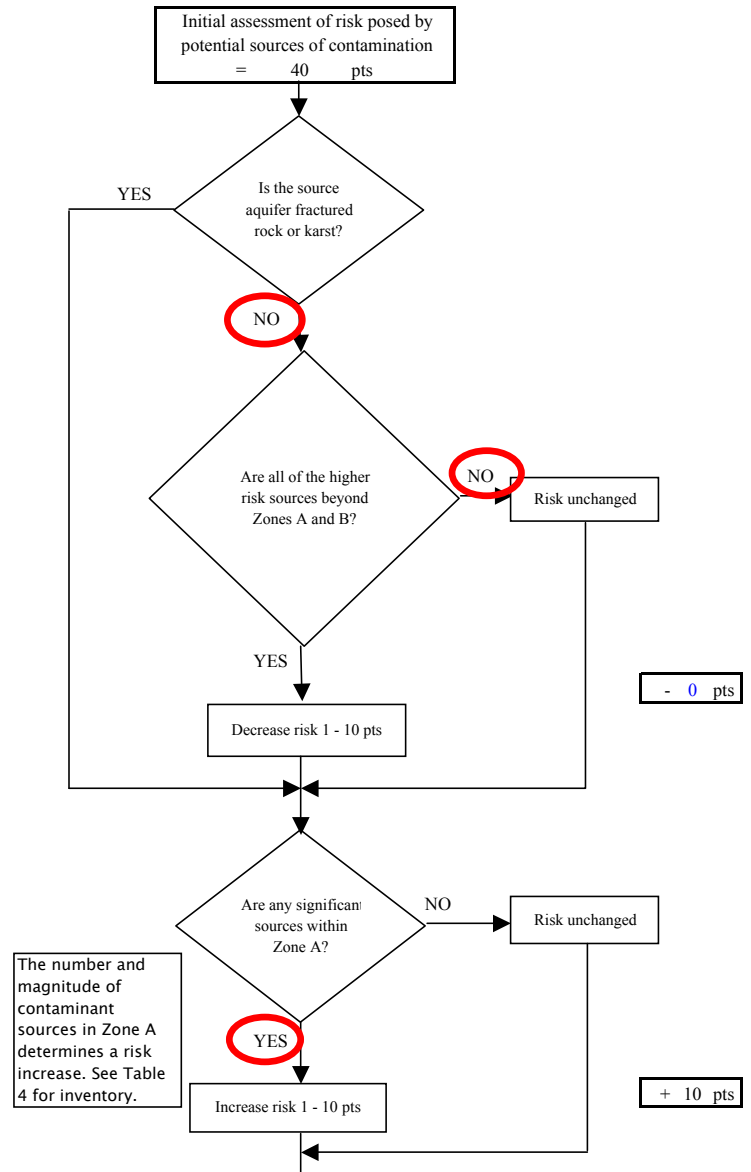 Initial assessment of risk posed by
potential sources of contamination
= 40 pts
YES
Is the source
aquifer fractured
rock or karst?
NO
Are all of the higher
risk sources beyond
Zones A and B?
NO
Risk unchanged
YES
- 0 pts
Decrease risk 1 - 10 pts
Are any significant
sources within
Zone A?
NO
Risk unchanged
The number and
magnitude of
contaminant
sources in Zone A
determines a risk
increase. See Table
4 for inventory.
YES
Increase risk 1 - 10 pts
+ 10 pts